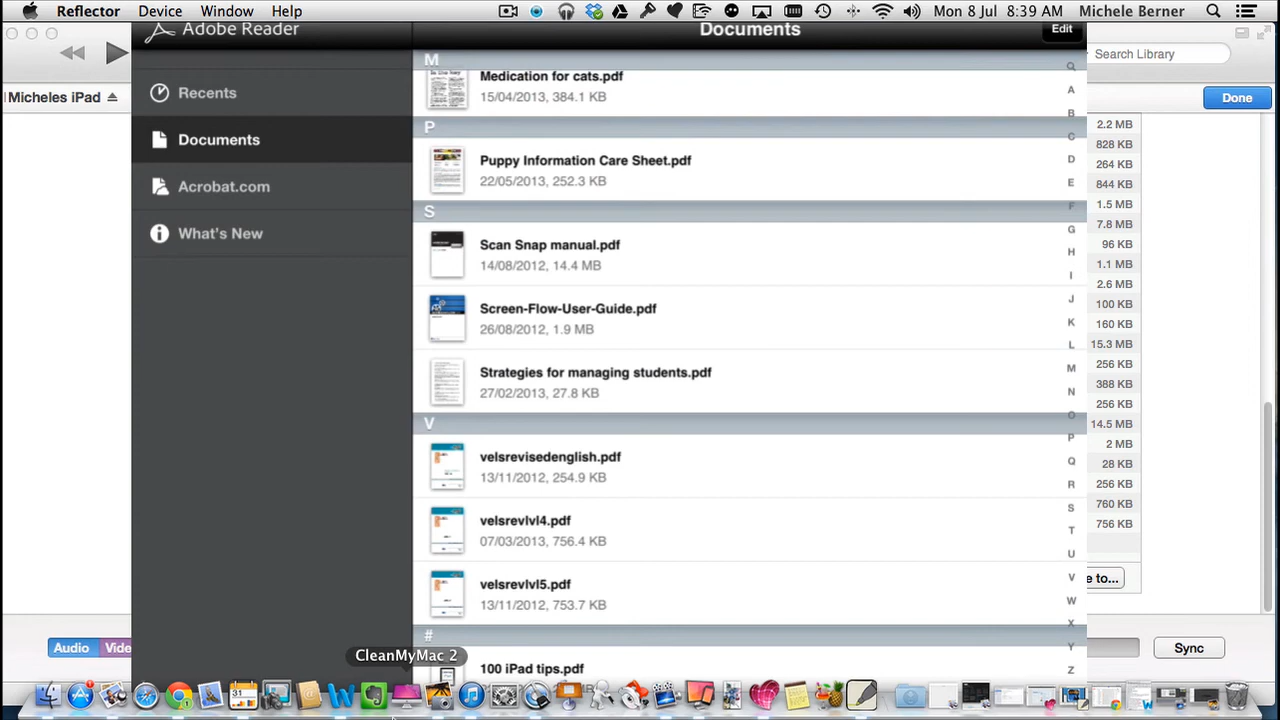 Reflector Device Window Help Mon 8 Jul 8:39 AM Michele Berner
Adobe Reader
Documents
Edit
Search Library
Micheles iPad
Done
Recents
Documents
Acrobat.com
What's New
M
Medication for cats.pdf
15/04/2013, 384.1 KB
P
Puppy Information Care Sheet.pdf
22/05/2013, 252.3 KB
S
Scan Snap manual.pdf
14/08/2012, 14.4 MB
Screen-Flow-User-Guide.pdf
26/08/2012, 1.9 MB
Strategies for managing students.pdf
27/02/2013, 27.8 KB
V
velsrevisedenglish.pdf
13/11/2012, 254.9 KB
velsrevlvl4.pdf
07/03/2013, 756.4 KB
velsrevlvl5.pdf
13/11/2012, 753.7 KB
#
100 iPad tips.pdf
A
B
C
D
E
F
G
H
I
J
K
L
M
N
O
P
Q
R
S
T
U
V
W
X
Y
Z
2.2 MB
828 KB
264 KB
844 KB
1.5 MB
7.8 MB
96 KB
1.1 MB
2.6 MB
100 KB
160 KB
15.3 MB
256 KB
388 KB
256 KB
14.5 MB
2 MB
28 KB
256 KB
760 KB
756 KB
e to...
Audio Vide
Sync
CleanMyMac 2
31